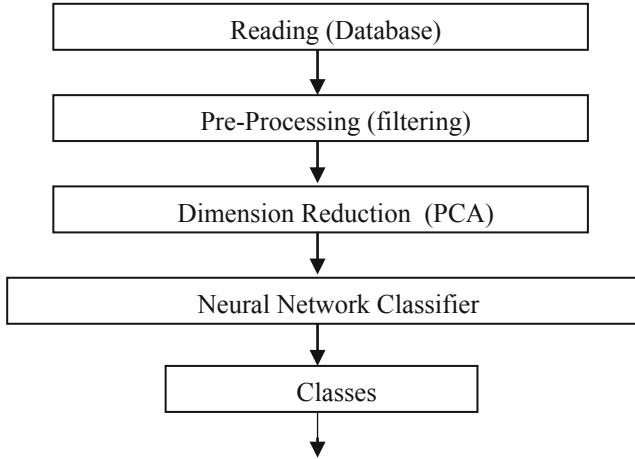 Reading (Database)
Pre-Processing (filtering)
Dimension Reduction (PCA)
Neural Network Classifier
Classes